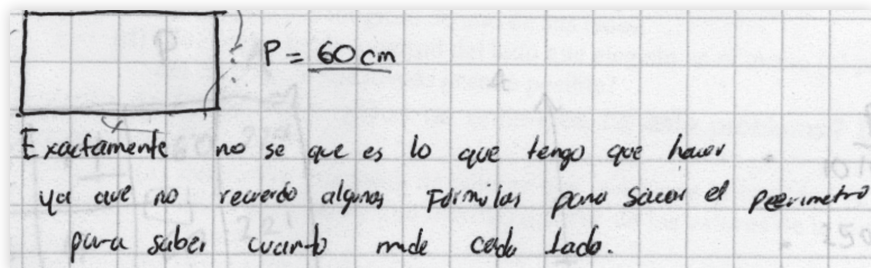 P = 60 cm
Exactamente no se que es lo que tengo que hacer
ya que no recuerdo algunas Formulas para sacar el peerimetro
para saber cuanto mide cada lado.